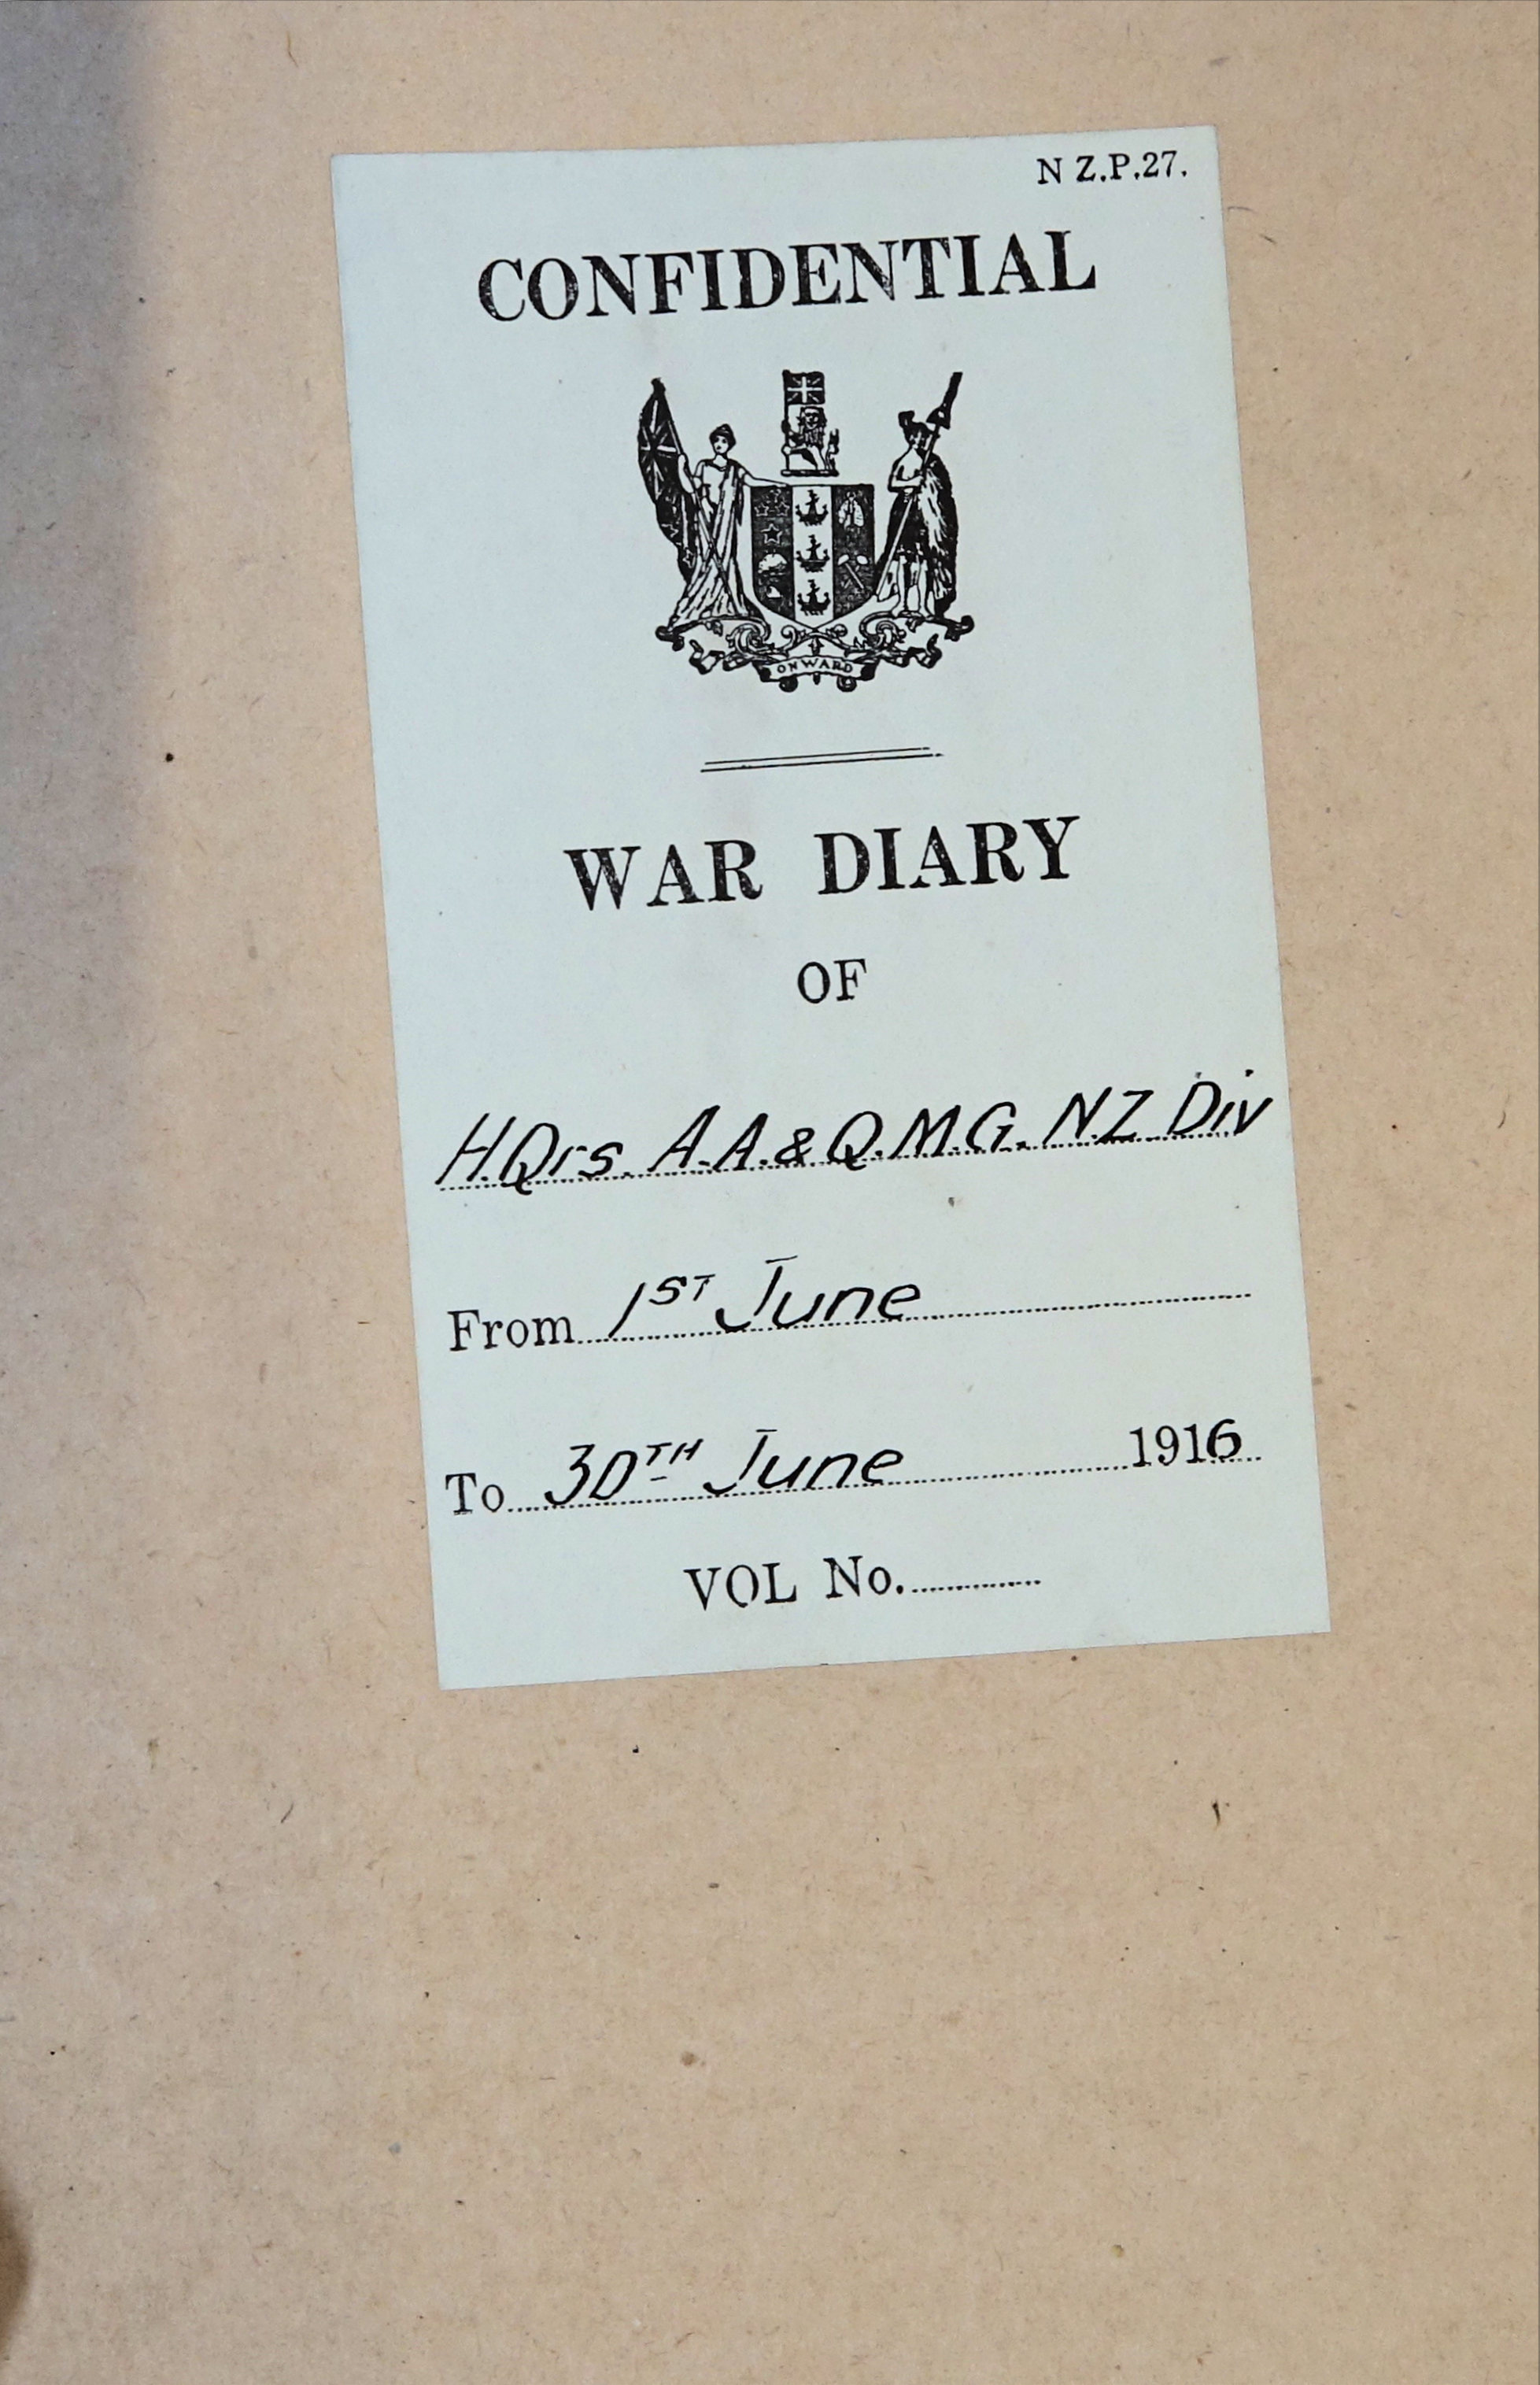 N Z.P.27.
CONFIDENTIAL
ONWARD
WAR DIARY
OF
H.Qrs. A.A. & Q.M.G. N.Z Div
From 1ST June
To 30TH June 1916
VOL No.